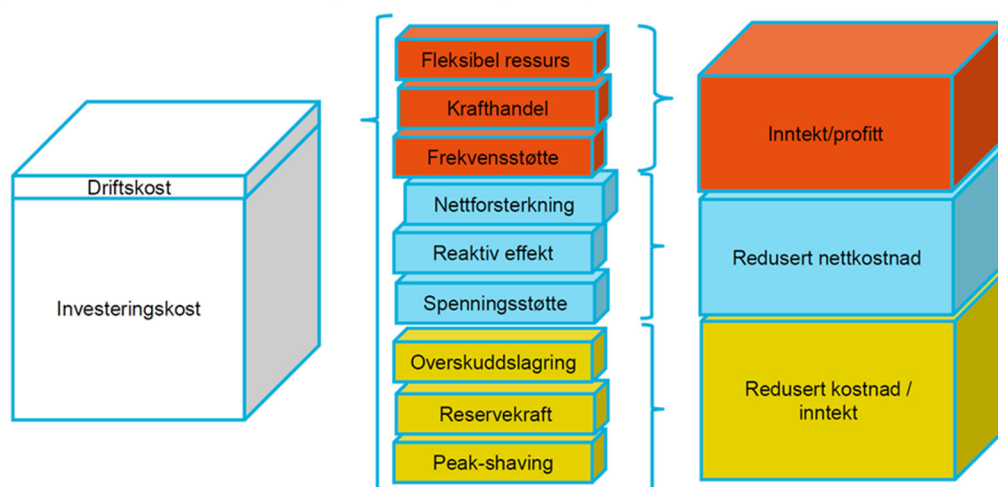 Driftskost
Investeringskost
Fleksibel ressurs
Krafthandel
Frekvensstøtte
Nettforsterkning
Reaktiv effekt
Spenningsstøtte
Overskuddslagring
Reservekraft
Peak-shaving
Inntekt/profitt
Redusert nettkostnad
Redusert kostnad /
inntekt